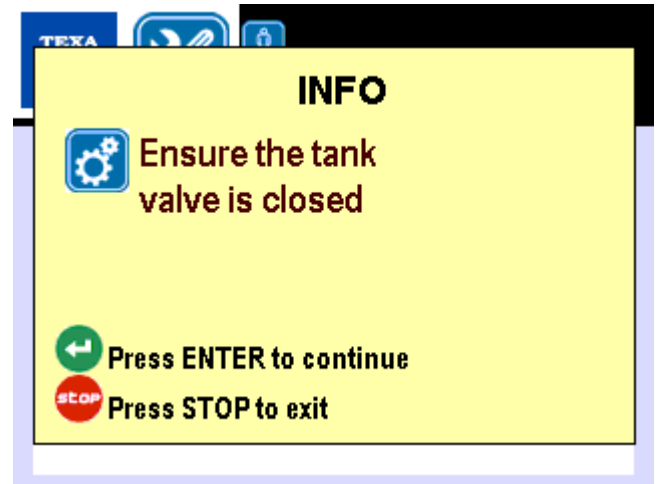 TEXA
INFO
Ensure the tank
valve is closed
Press ENTER to continue
stop
Press STOP to exit